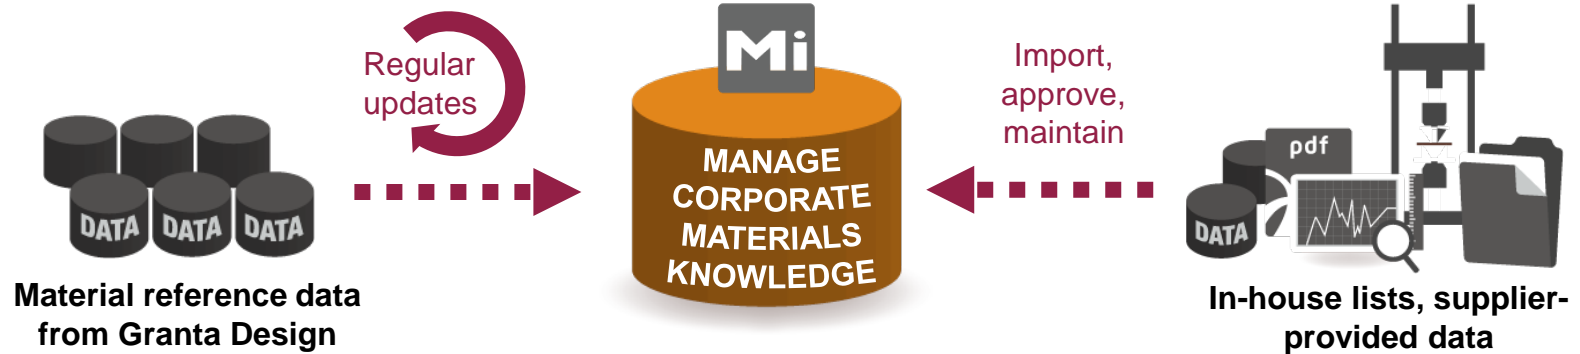 Regular
updates
DATA
DATA
DATA
Material reference data
from Granta Design
Mi
MANAGE
CORPORATE
MATERIALS
KNOWLEDGE
Import,
approve,
maintain
pdf
DATA
In-house lists, supplier-
provided data